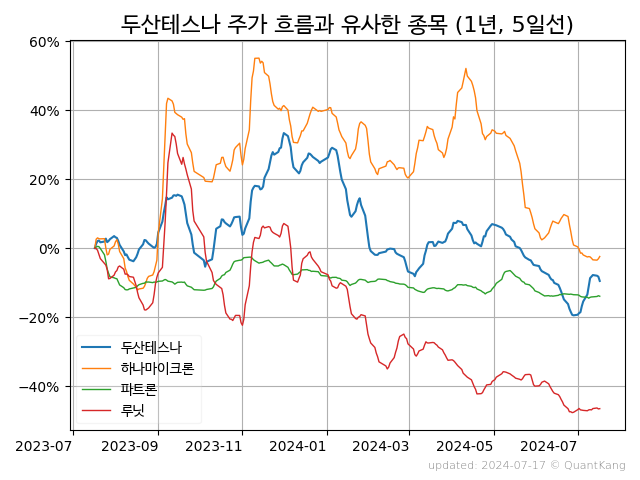 두산테스나 주가 흐름과 유사한 종목 (1년, 5일선)
60%
40%
20%
0%
−20%
−40%
두산테스나
하나마이크론
파트론
루닛
2023-07 2023-09 2023-11 2024-01 2024-03 2024-05 2024-07
updated: 2024-07-17 © QuantKang